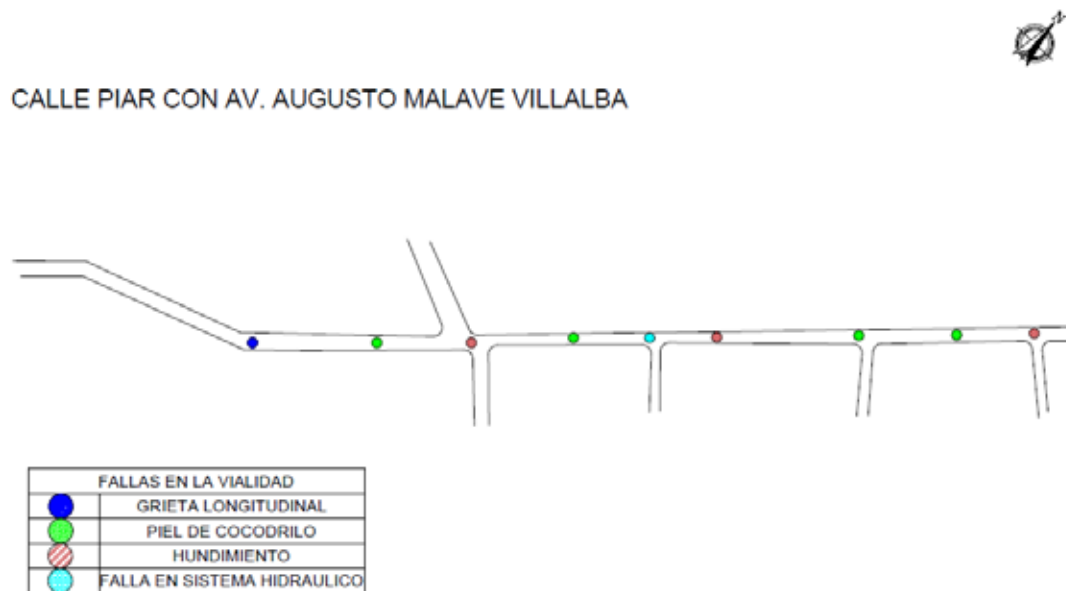 N
CALLE PIAR CON AV. AUGUSTO MALAVE VILLALBA
FALLAS EN LA VIALIDAD
GRIETA LONGITUDINAL
PIEL DE COCODRILO
HUNDIMIENTO
FALLA EN SISTEMA HIDRAULICO